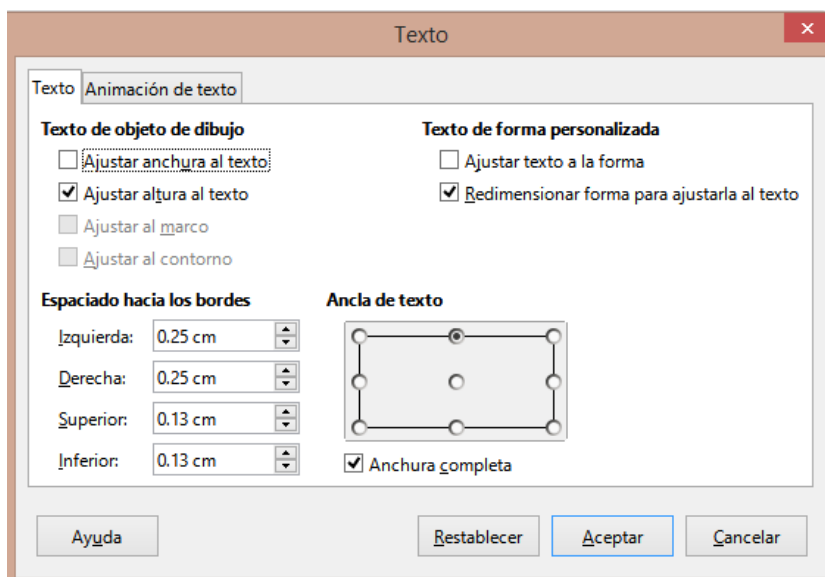 Texto
Texto Animación de texto
Texto de objeto de dibujo
Ajustar anchura al texto
Ajustar altura al texto
Ajustar al marco
Ajustar al contorno
Texto de forma personalizada
Ajustar texto a la forma
Redimensionar forma para ajustarla al texto
Espaciado hacia los bordes
Izquierda: 0.25 cm
Derecha: 0.25 cm
Superior: 0.13 cm
Inferior: 0.13 cm
Ancla de texto
Anchura completa
Ayuda Restablecer Aceptar Cancelar